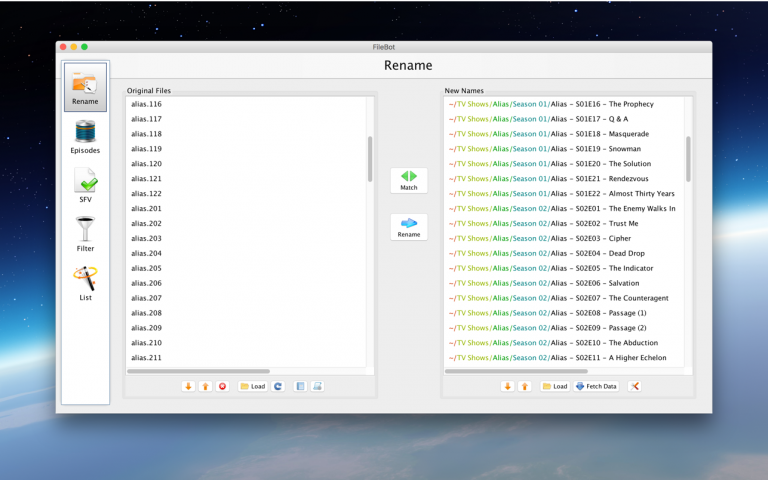 FileBot
Rename
Rename
Episodes
SFV
Filter
List
Original Files
alias.116
alias.117
alias.118
alias.119
alias.120
alias.121
alias.122
alias.201
alias.202
alias.203
alias.204
alias.205
alias.206
alias.207
alias.208
alias.209
alias.210
alias.211
Load
Match
Rename
New Names
~/TV Shows/Alias/Season 01/Alias - S01E16 - The Prophecy
~/TV Shows/Alias/Season 01/Alias - S01E17 - Q & A
~/TV Shows/Alias/Season 01/Alias - S01E18 - Masquerade
~/TV Shows/Alias/Season 01/Alias - S01E19 - Snowman
~/TV Shows/Alias/Season 01/Alias - S01E20 - The Solution
~/TV Shows/Alias/Season 01/Alias - S01E21 - Rendezvous
~/TV Shows/Alias/Season 01/Alias - S01E22 - Almost Thirty Years
~/TV Shows/Alias/Season 02/Alias - S02E01 - The Enemy Walks In
~/TV Shows/Alias/Season 02/Alias - S02E02 - Trust Me
~/TV Shows/Alias/Season 02/Alias - S02E03 - Cipher
~/TV Shows/Alias/Season 02/Alias - S02E04 - Dead Drop
~/TV Shows/Alias/Season 02/Alias - S02E05 - The Indicator
~/TV Shows/Alias/Season 02/Alias - S02E06 - Salvation
~/TV Shows/Alias/Season 02/Alias - S02E07 - The Counteragent
~/TV Shows/Alias/Season 02/Alias - S02E08 - Passage (1)
~/TV Shows/Alias/Season 02/Alias - S02E09 - Passage (2)
~/TV Shows/Alias/Season 02/Alias - S02E10 - The Abduction
~/TV Shows/Alias/Season 02/Alias - S02E11 - A Higher Echelon
Load
Fetch Data